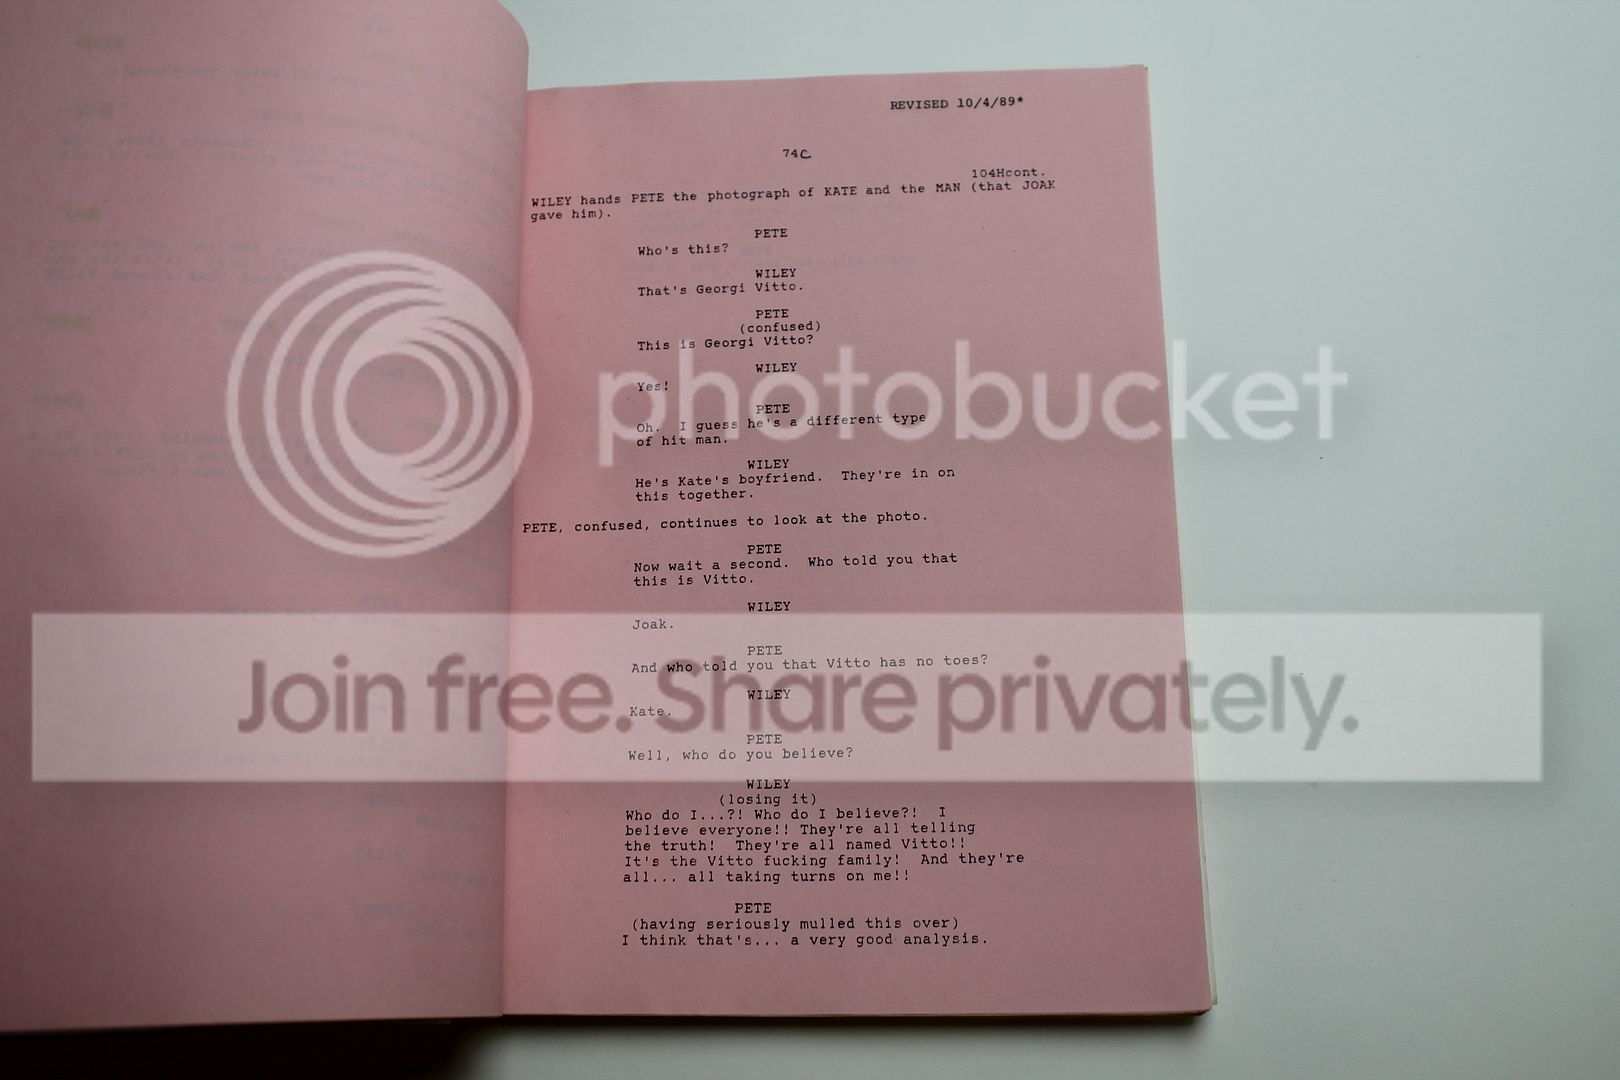 REVISED 10/4/89*
74C
104Hcont.
WILEY hands PETE the photograph of KATE and the MAN (that JOAK
gave him).
PETE
Who's this?
WILEY
That's Georgi Vitto.
PETE
(confused)
This is Georgi Vitto?
WILEY
Yes!
PETE
Oh. I guess he's a different type
of hit man.
WILEY
He's Kate's boyfriend. They're in on
this together.
PETE, confused, continues to look at the photo.
PETE
Now wait a second. Who told you that
this is Vitto.
WILEY
Joak.
PETE
And who told you that Vitto has no toes?
WILEY
Kate.
PETE
Well, who do you believe?
WILEY
(losing it)
Who do I...?! Who do I believe?! I
believe everyone!! They're all telling
the truth! They're all named Vitto!!
It's the Vitto fucking family! And they're
all... all taking turns on me!!
PETE
(having seriously mulled this over)
I think that's... a very good analysis.
photobucket
Join free. Share privately.